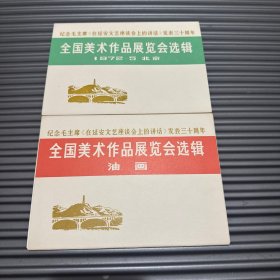 纪念毛主席《在延安文艺座谈会上的讲话》发表三十周年
全国美术作品展览会选辑
1972 5 北京
纪念毛主席《在延安文艺座谈会上的讲话》发表三十周年
全国美术作品展览会选辑
油画